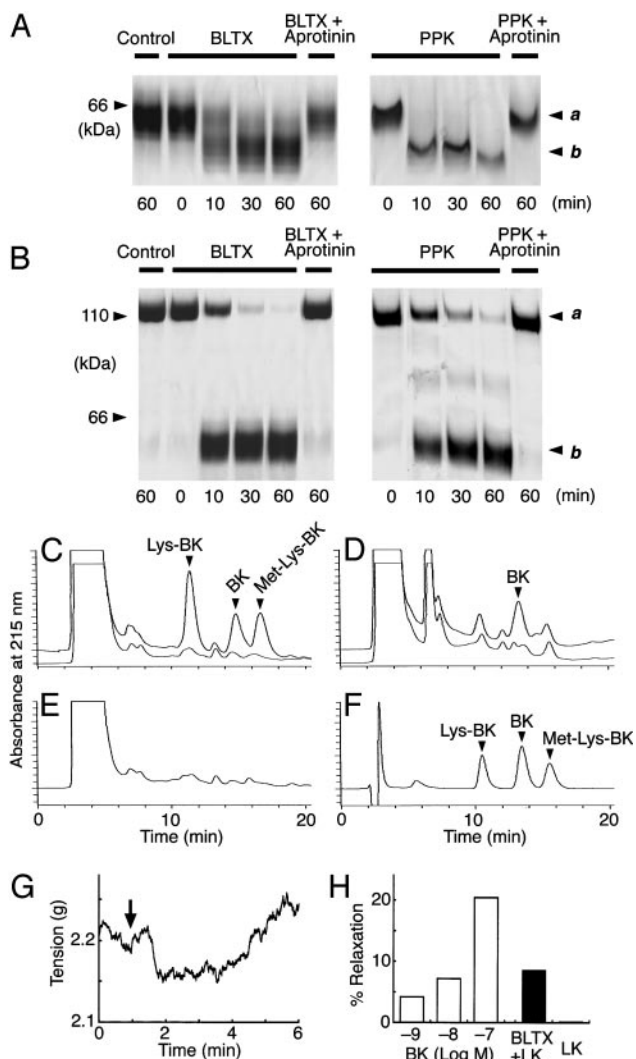 A
Control BLTX BLTX + Aprotinin PPK PPK + Aprotinin
66
(kDa)
a
b
60 0 10 30 60 60 0 10 30 60 60 (min)
B
Control BLTX BLTX + Aprotinin PPK PPK + Aprotinin
110
(kDa)
66
a
b
60 0 10 30 60 60 0 10 30 60 60 (min)
C Lys-BK BK Met-Lys-BK
D BK
Absorbance at 215 nm
E
F Lys-BK BK Met-Lys-BK
0 10 20 0 10 20
Time (min) Time (min)
G
Tension (g)
2.2
2.1
0 2 4 6
Time (min)
H
% Relaxation
20
10
0
–9 –8 –7 BLTX +LK LK
BK (Log M)